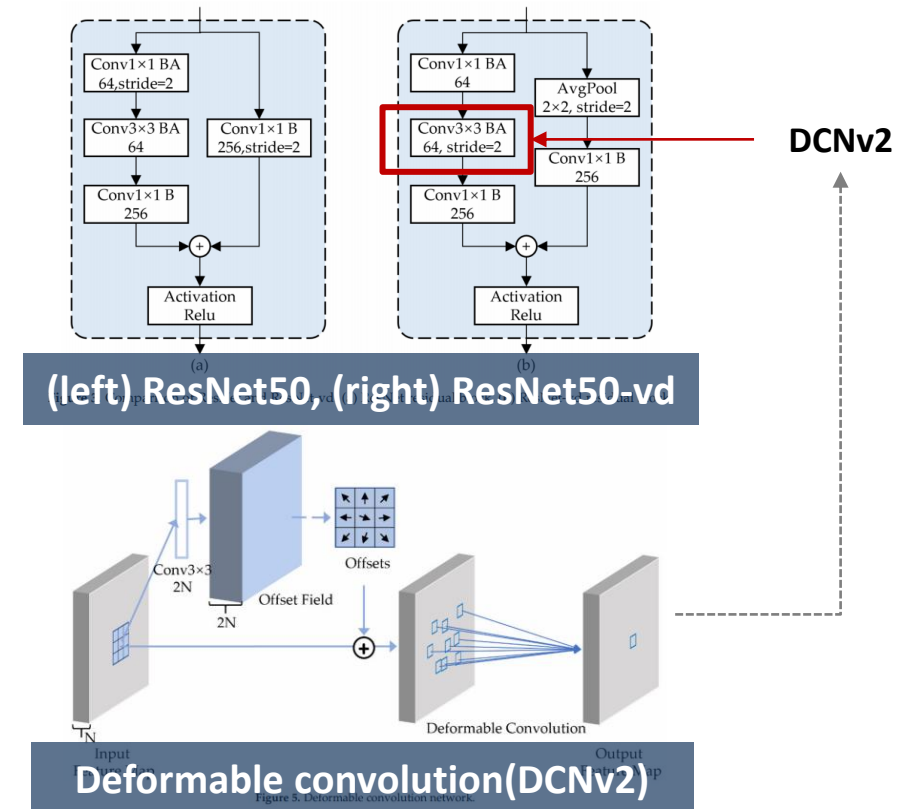 Conv1×1 BA
64,stride=2
Conv3×3 BA
64
Conv1×1 B
256,stride=2
Conv1×1 B
256
+
Activation
Relu
(a)
Conv1×1 BA
64
AvgPool
2×2, stride=2
Conv3×3 BA
64, stride=2
Conv1×1 B
256
Conv1×1 B
256
+
Activation
Relu
(b)
DCNv2
(left) ResNet50, (right) ResNet50-vd
Conv3×3
2N
2N
Offset Field
Offsets
+
N
Input
Deformable Convolution
Output
Deformable convolution(DCNv2)
Figure 5. Deformable convolution network.